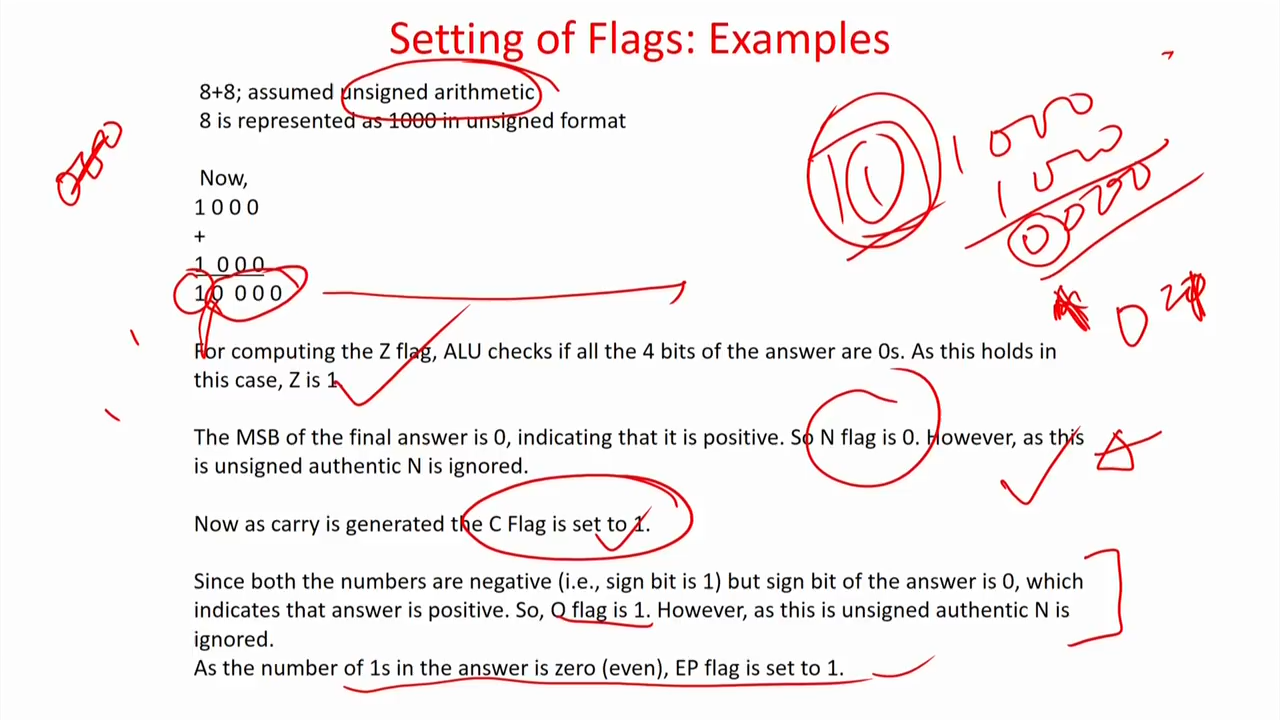 Setting of Flags: Examples
8+8; assumed unsigned arithmetic
8 is represented as 1000 in unsigned format
Now,
1 0 0 0
+
1 0 0 0
1 0 0 0 0
For computing the Z flag, ALU checks if all the 4 bits of the answer are 0s. As this holds in
this case, Z is 1
The MSB of the final answer is 0, indicating that it is positive. So N flag is 0. However, as this
is unsigned authentic N is ignored.
Now as carry is generated the C Flag is set to 1.
Since both the numbers are negative (i.e., sign bit is 1) but sign bit of the answer is 0, which
indicates that answer is positive. So, O flag is 1. However, as this is unsigned authentic N is
ignored.
As the number of 1s in the answer is zero (even), EP flag is set to 1.
1000
1000
0000